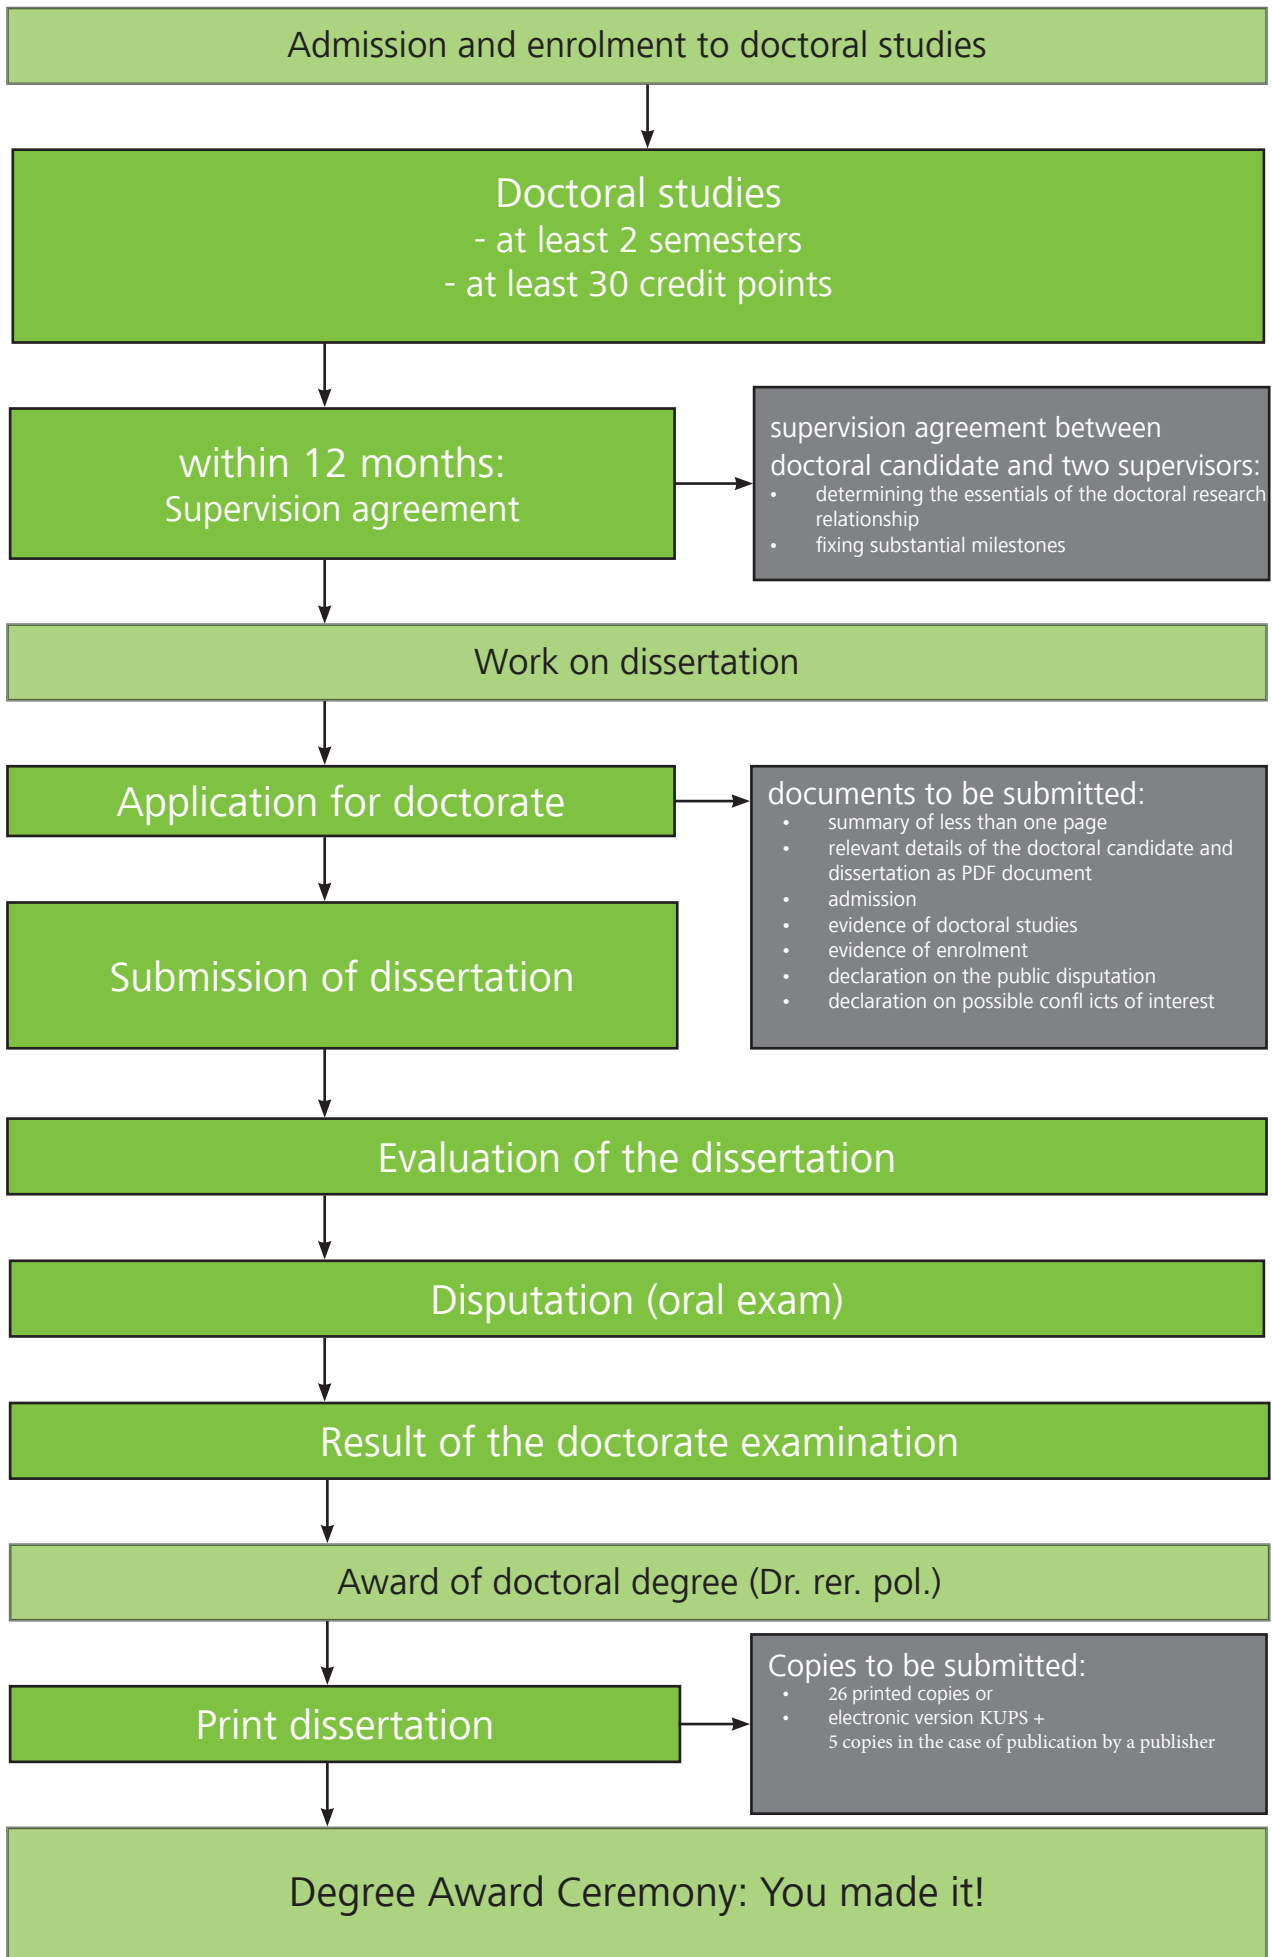 Admission and enrolment to doctoral studies
Doctoral studies
- at least 2 semesters
- at least 30 credit points
within 12 months:
Supervision agreement
supervision agreement between
doctoral candidate and two supervisors:
• determining the essentials of the doctoral research
relationship
• fixing substantial milestones
Work on dissertation
Application for doctorate
documents to be submitted:
• summary of less than one page
• relevant details of the doctoral candidate and
dissertation as PDF document
• admission
• evidence of doctoral studies
• evidence of enrolment
• declaration on the public disputation
• declaration on possible confl icts of interest
Submission of dissertation
Evaluation of the dissertation
Disputation (oral exam)
Result of the doctorate examination
Award of doctoral degree (Dr. rer. pol.)
Print dissertation
Copies to be submitted:
• 26 printed copies or
• electronic version KUPS +
5 copies in the case of publication by a publisher
Degree Award Ceremony: You made it!